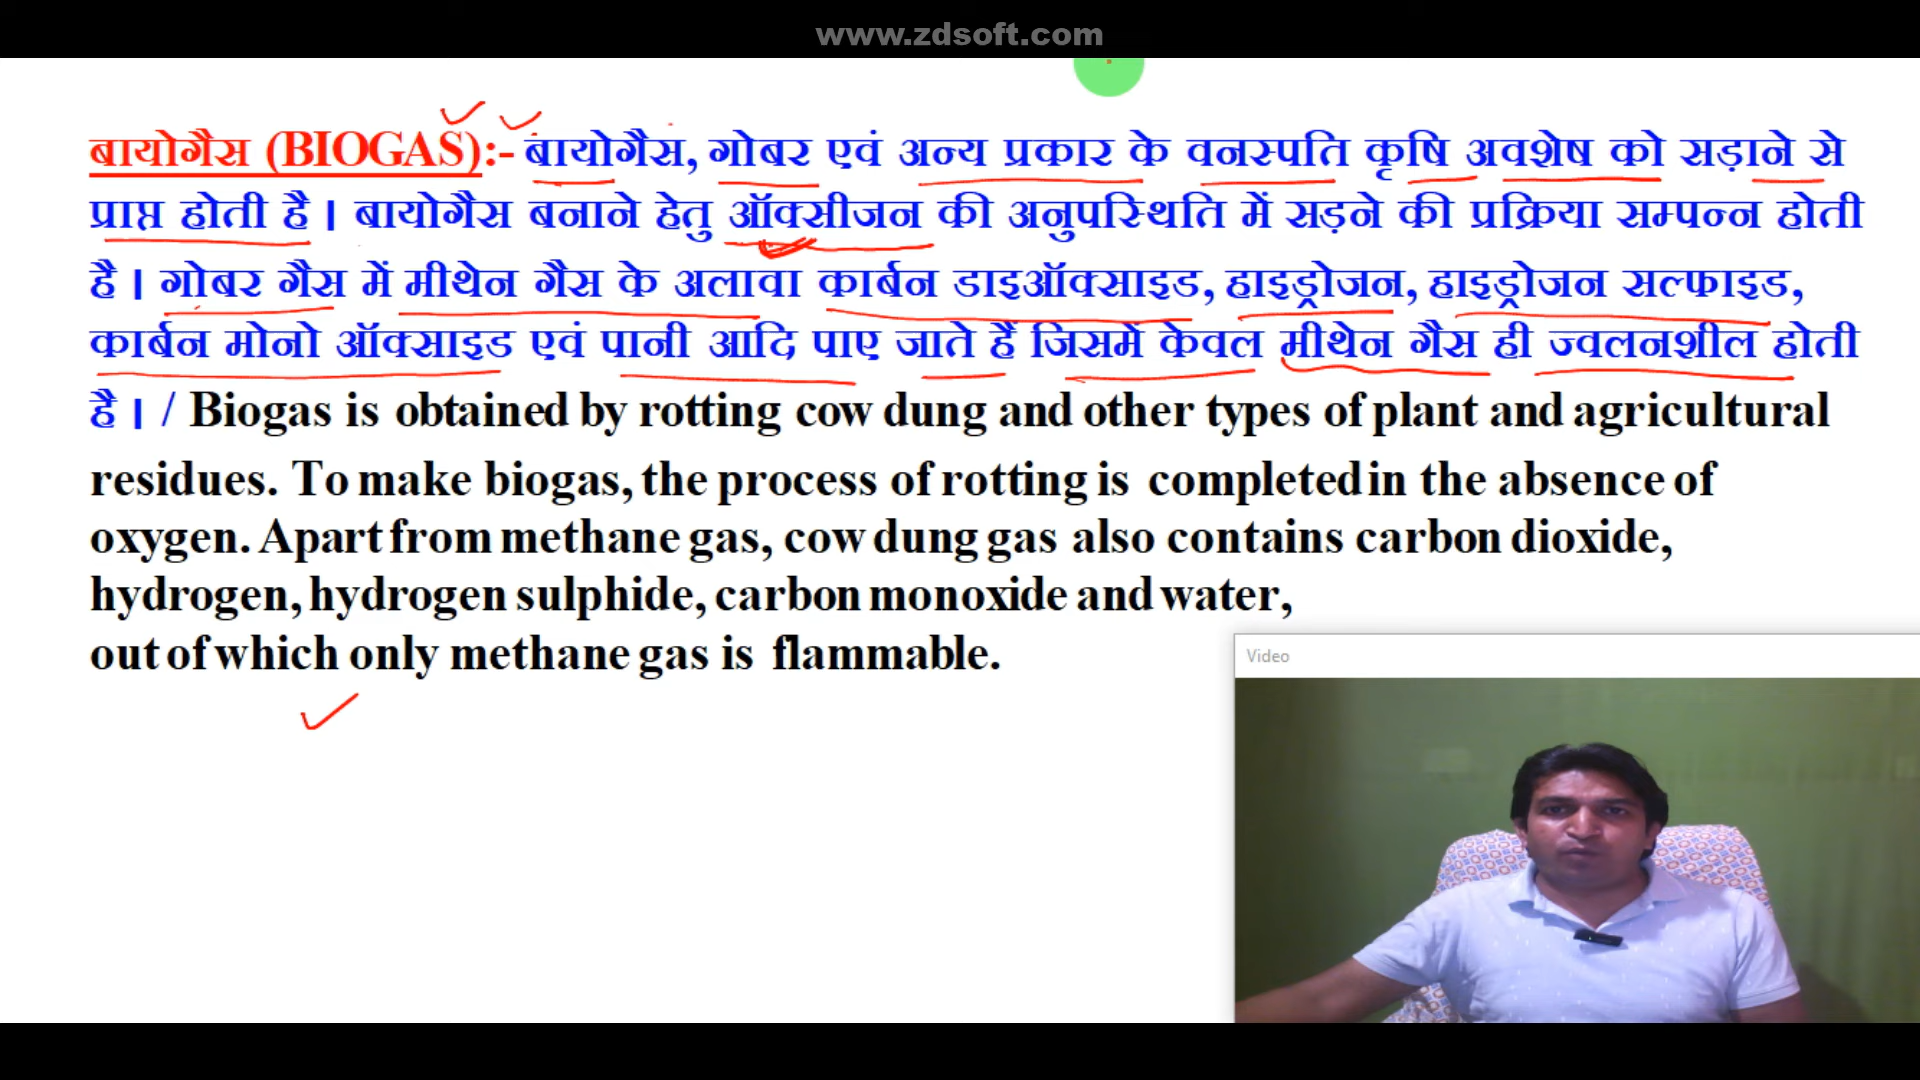 www.zdsoft.com
बायोगैस (BIOGAS):- बायोगैस, गोबर एवं अन्य प्रकार के वनस्पति कृषि अवशेष को सड़ाने से
प्राप्त होती है। बायोगैस बनाने हेतु ऑक्सीजन की अनुपस्थिति में सड़ने की प्रक्रिया सम्पन्न होती
है। गोबर गैस में मीथेन गैस के अलावा कार्बन डाइऑक्साइड, हाइड्रोजन, हाइड्रोजन सल्फाइड,
कार्बन मोनो ऑक्साइड एवं पानी आदि पाए जाते हैं जिसमें केवल मीथेन गैस ही ज्वलनशील होती
है। / Biogas is obtained by rotting cow dung and other types of plant and agricultural
residues. To make biogas, the process of rotting is completed in the absence of
oxygen. Apart from methane gas, cow dung gas also contains carbon dioxide,
hydrogen, hydrogen sulphide, carbon monoxide and water,
out of which only methane gas is flammable.
Video